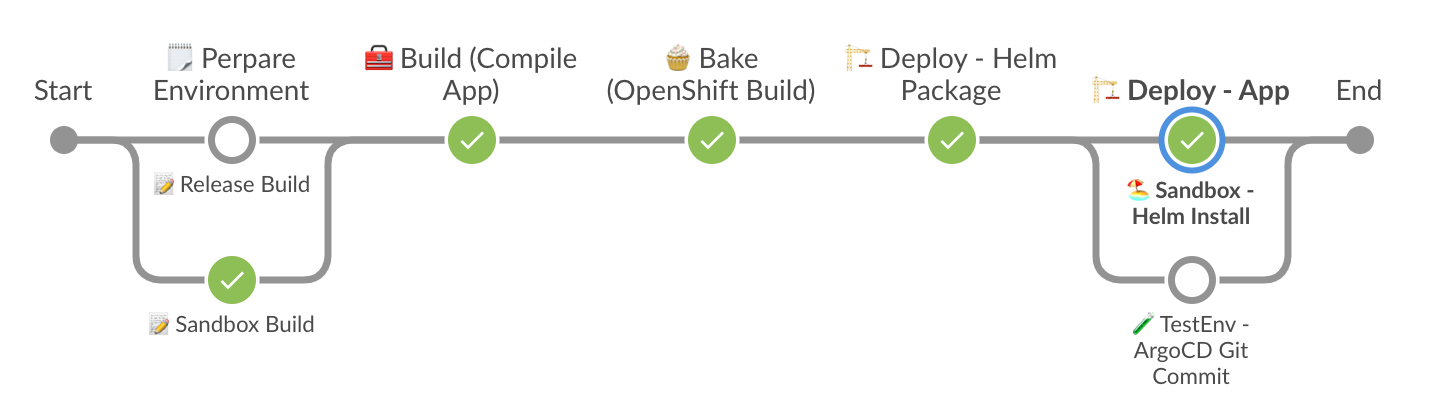 Start
Perpare
Environment
Build (Compile
App)
Bake
(OpenShift Build)
Deploy - Helm
Package
Deploy - App
End
Release Build
Sandbox -
Helm Install
Sandbox Build
TestEnv -
ArgoCD Git
Commit